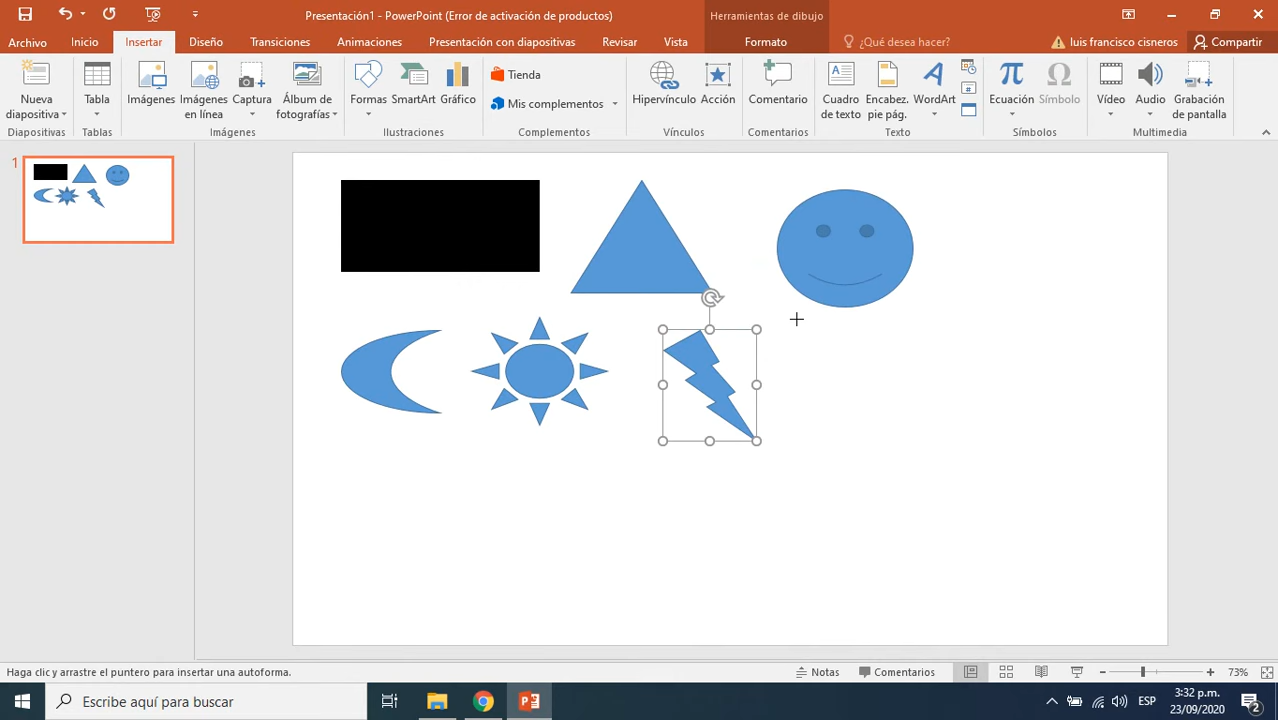 Presentación1 - PowerPoint (Error de activación de productos)
Herramientas de dibujo
Archivo
Inicio
Insertar
Diseño
Transiciones
Animaciones
Presentación con diapositivas
Revisar
Vista
Formato
¿Qué desea hacer?
luis francisco cisneros
Compartir
Nueva diapositiva
Tabla
Imágenes
Imágenes en línea
Captura
Álbum de fotografías
Formas
SmartArt
Gráfico
Tienda
Mis complementos
Hipervínculo
Acción
Comentario
Cuadro de texto
Encabez. pie pág.
WordArt
Ecuación
Símbolo
Vídeo
Audio
Grabación de pantalla
Diapositivas
Tablas
Imágenes
Ilustraciones
Complementos
Vínculos
Comentarios
Texto
Símbolos
Multimedia
1
Haga clic y arrastre el puntero para insertar una autoforma.
Notas
Comentarios
73%
Escribe aquí para buscar
ESP
3:32 p.m.
23/09/2020
2